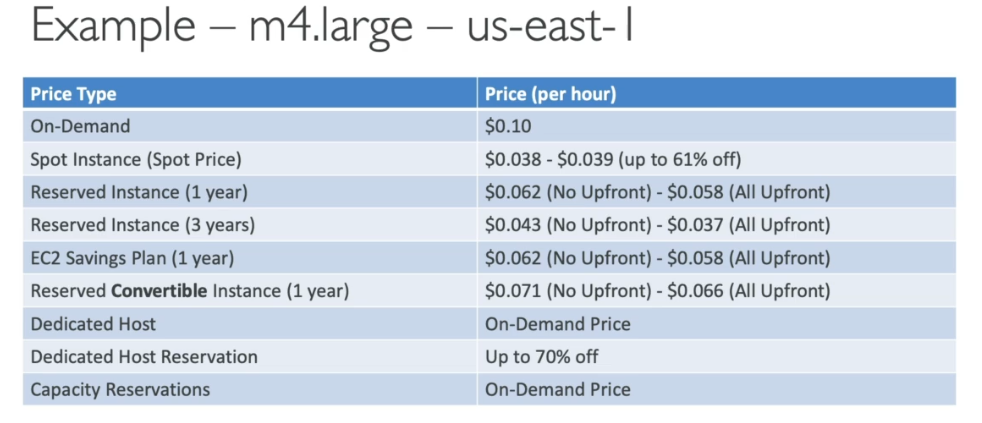 Example – m4.large – us-east-1
Price Type Price (per hour)
On-Demand $0.10
Spot Instance (Spot Price) $0.038 - $0.039 (up to 61% off)
Reserved Instance (1 year) $0.062 (No Upfront) - $0.058 (All Upfront)
Reserved Instance (3 years) $0.043 (No Upfront) - $0.037 (All Upfront)
EC2 Savings Plan (1 year) $0.062 (No Upfront) - $0.058 (All Upfront)
Reserved Convertible Instance (1 year) $0.071 (No Upfront) - $0.066 (All Upfront)
Dedicated Host On-Demand Price
Dedicated Host Reservation Up to 70% off
Capacity Reservations On-Demand Price